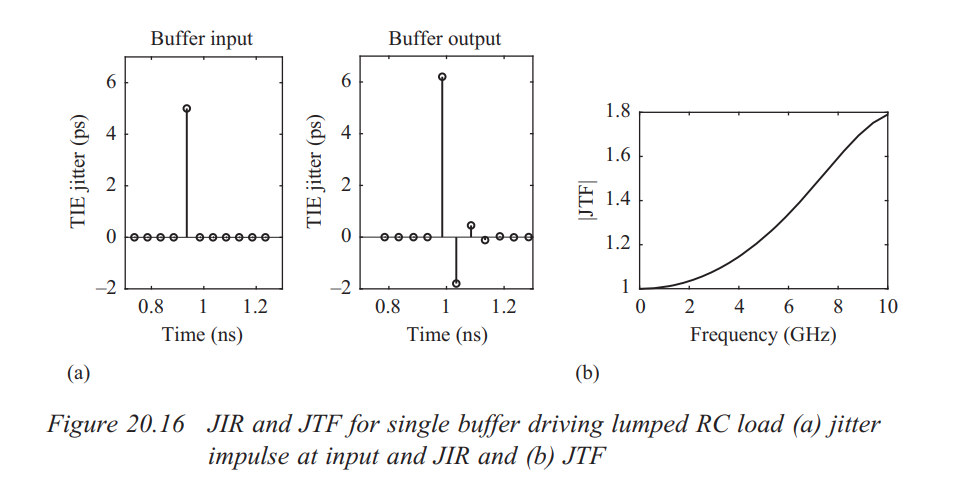 Buffer input
Buffer output
TIE jitter (ps)
6
4
2
0
−2
0.8 1 1.2
Time (ns)
TIE jitter (ps)
6
4
2
0
−2
0.8 1 1.2
Time (ns)
|JTF|
1.8
1.6
1.4
1.2
1
0 2 4 6 8 10
Frequency (GHz)
(a)
(b)
Figure 20.16 JIR and JTF for single buffer driving lumped RC load (a) jitter
impulse at input and JIR and (b) JTF